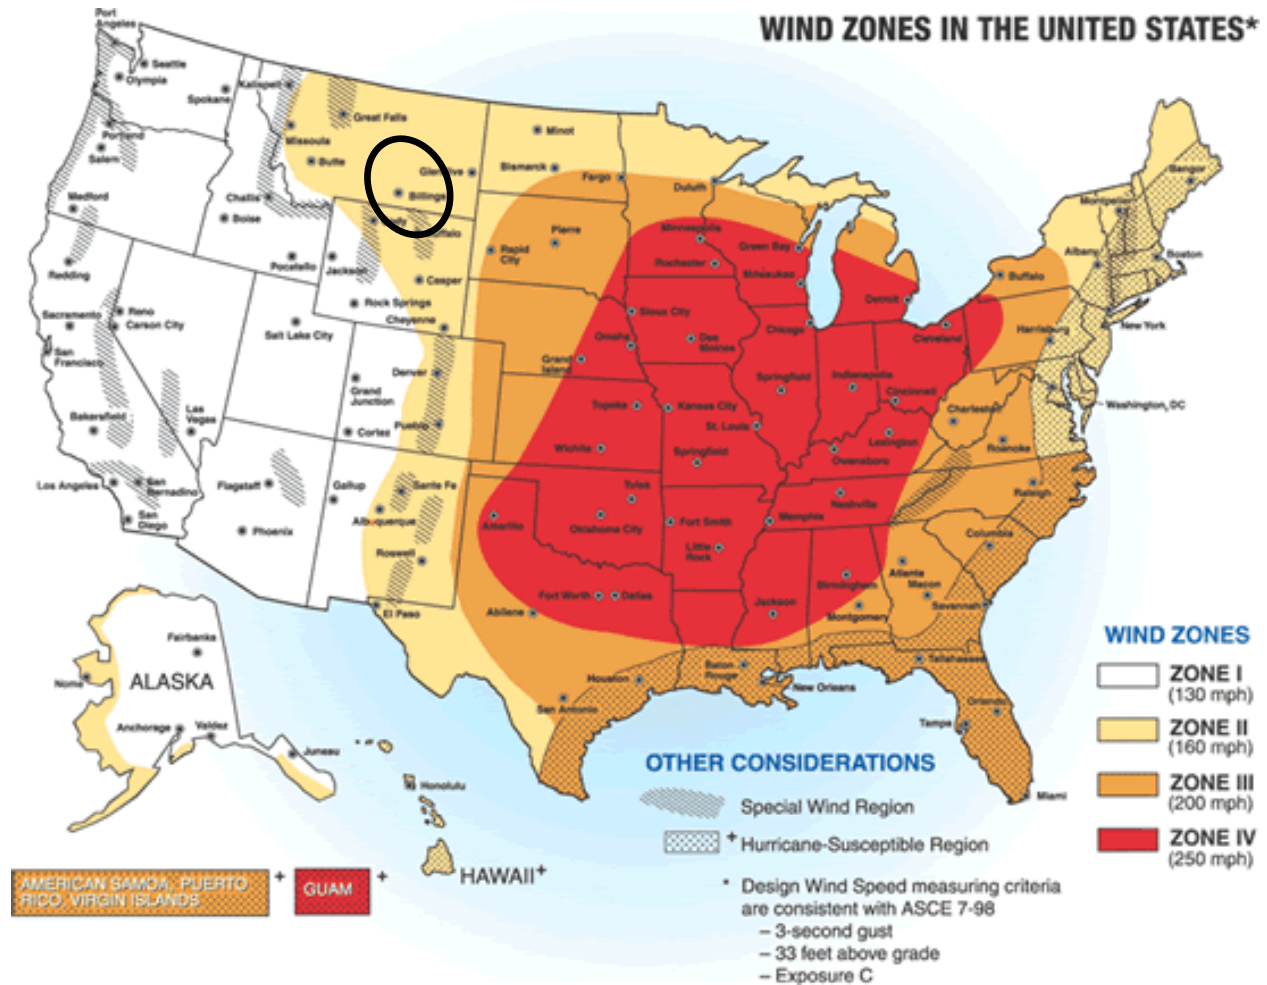 WIND ZONES IN THE UNITED STATES*
Port
Angeles
Seattle
Olympia
Spokane
Kalispell
Great Falls
Minot
Portland
Missoula
Salem
Butte
Glendive
Bismarck
Fargo
Duluth
Bangor
Medford
Challis
Billings
Montpelier
Boise
Buffalo
Pierre
Minneapolis
Green Bay
Albany
Boston
Redding
Pocatello
Jackson
Casper
Rapid
City
Rochester
Milwaukee
Buffalo
Sacramento
Reno
Carson City
Rock Springs
Cheyenne
Sioux City
Detroit
Salt Lake City
Omaha
Des
Moines
Chicago
Cleveland
Harrisburg
New York
San
Francisco
Denver
Grand
Island
Grand
Junction
Springfield
Indianapolis
Cincinnati
Washington, DC
Las
Vegas
Topeka
Kansas City
Charleston
Bakersfield
Cortez
Pueblo
St. Louis
Lexington
Wichita
Springfield
Owensboro
Roanoke
Los Angeles
San
Bernadino
Flagstaff
Gallup
Sante Fe
Tulsa
Nashville
Raleigh
San
Diego
Phoenix
Albuquerque
Amarillo
Oklahoma City
Fort Smith
Memphis
Columbia
Roswell
Little
Rock
Atlanta
Birmingham
Macon
El Paso
Abilene
Fort Worth
Dallas
Jackson
Montgomery
Savannah
Fairbanks
ALASKA
Nome
Anchorage
Valdez
Juneau
Houston
Baton
Rouge
Tallahassee
San Antonio
New Orleans
Orlando
Tampa
Miami
Honolulu
HAWAII+
WIND ZONES
ZONE I
(130 mph)
ZONE II
(160 mph)
ZONE III
(200 mph)
ZONE IV
(250 mph)
OTHER CONSIDERATIONS
Special Wind Region
+ Hurricane-Susceptible Region
* Design Wind Speed measuring criteria
are consistent with ASCE 7-98
– 3-second gust
– 33 feet above grade
– Exposure C
AMERICAN SAMOA, PUERTO
RICO, VIRGIN ISLANDS
+
GUAM
+